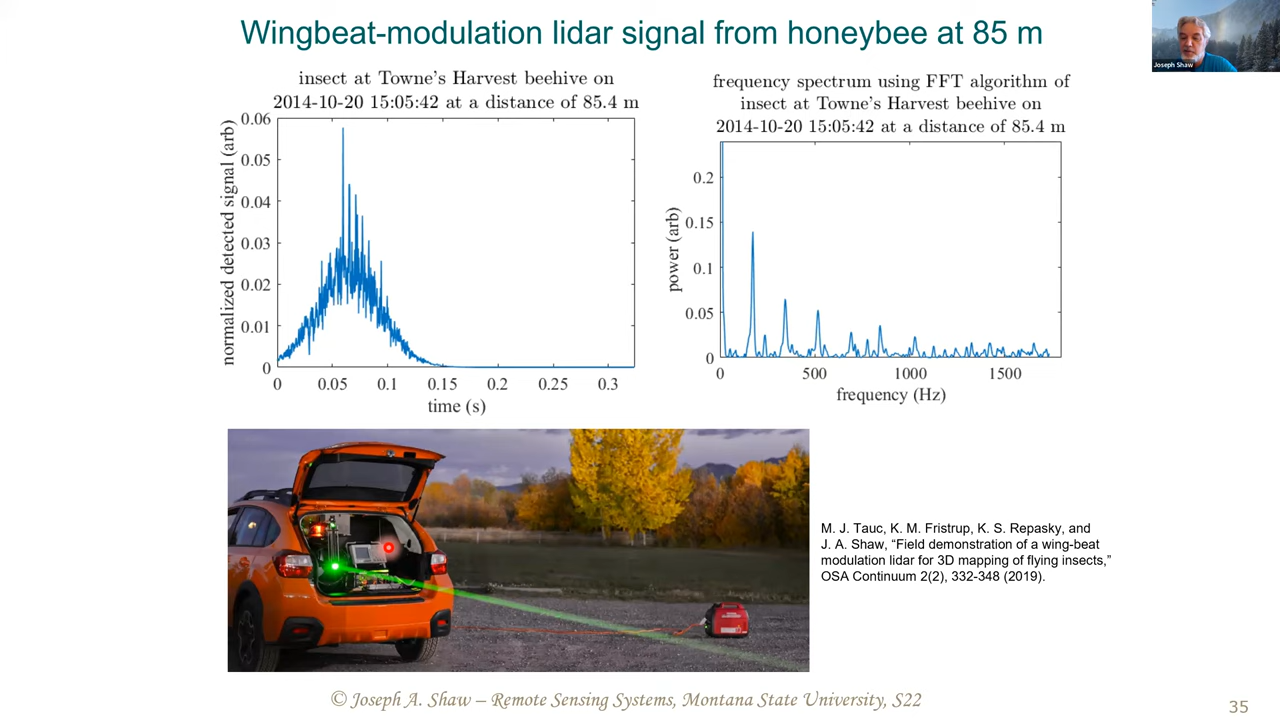 Wingbeat-modulation lidar signal from honeybee at 85 m
Joseph Shaw
insect at Towne's Harvest beehive on
2014-10-20 15:05:42 at a distance of 85.4 m
normalized detected signal (arb)
0.06
0.05
0.04
0.03
0.02
0.01
0
0 0.05 0.1 0.15 0.2 0.25 0.3
time (s)
frequency spectrum using FFT algorithm of
insect at Towne's Harvest beehive on
2014-10-20 15:05:42 at a distance of 85.4 m
power (arb)
0.2
0.15
0.1
0.05
0
0 500 1000 1500
frequency (Hz)
M. J. Tauc, K. M. Fristrup, K. S. Repasky, and
J. A. Shaw, “Field demonstration of a wing-beat
modulation lidar for 3D mapping of flying insects,”
OSA Continuum 2(2), 332-348 (2019).
© Joseph A. Shaw – Remote Sensing Systems, Montana State University, S22
35